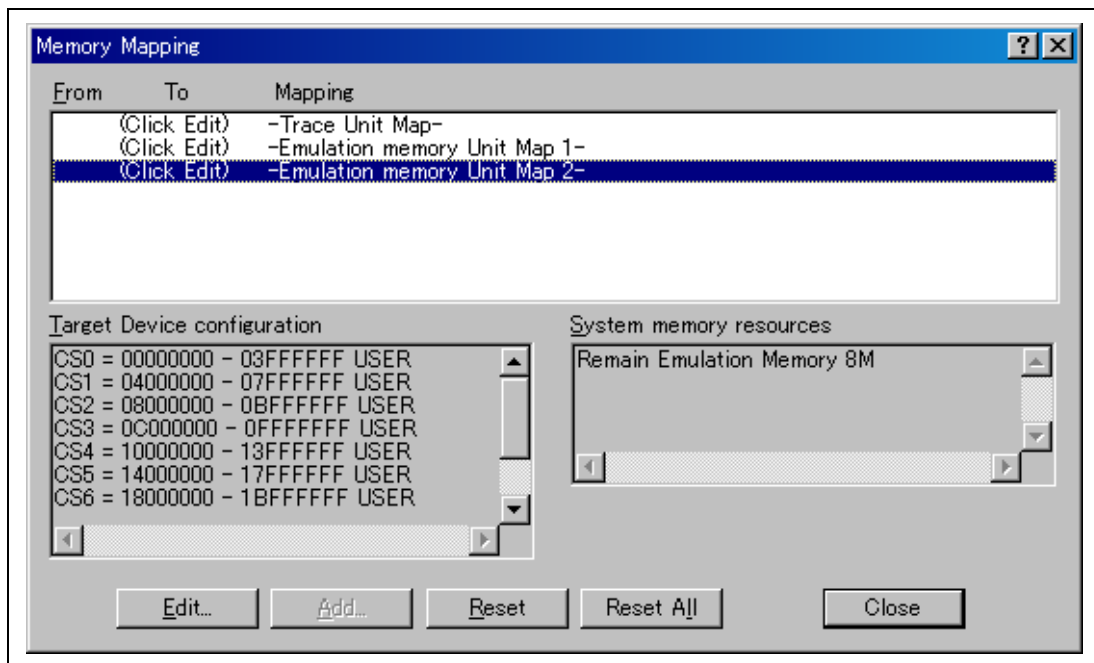 Memory Mapping
From To Mapping
(Click Edit) -Trace Unit Map-
(Click Edit) -Emulation memory Unit Map 1-
(Click Edit) -Emulation memory Unit Map 2-
Target Device configuration
CS0 = 00000000 - 03FFFFFF USER
CS1 = 04000000 - 07FFFFFF USER
CS2 = 08000000 - 0BFFFFFF USER
CS3 = 0C000000 - 0FFFFFFF USER
CS4 = 10000000 - 13FFFFFF USER
CS5 = 14000000 - 17FFFFFF USER
CS6 = 18000000 - 1BFFFFFF USER
System memory resources
Remain Emulation Memory 8M
Edit... Add... Reset Reset All Close